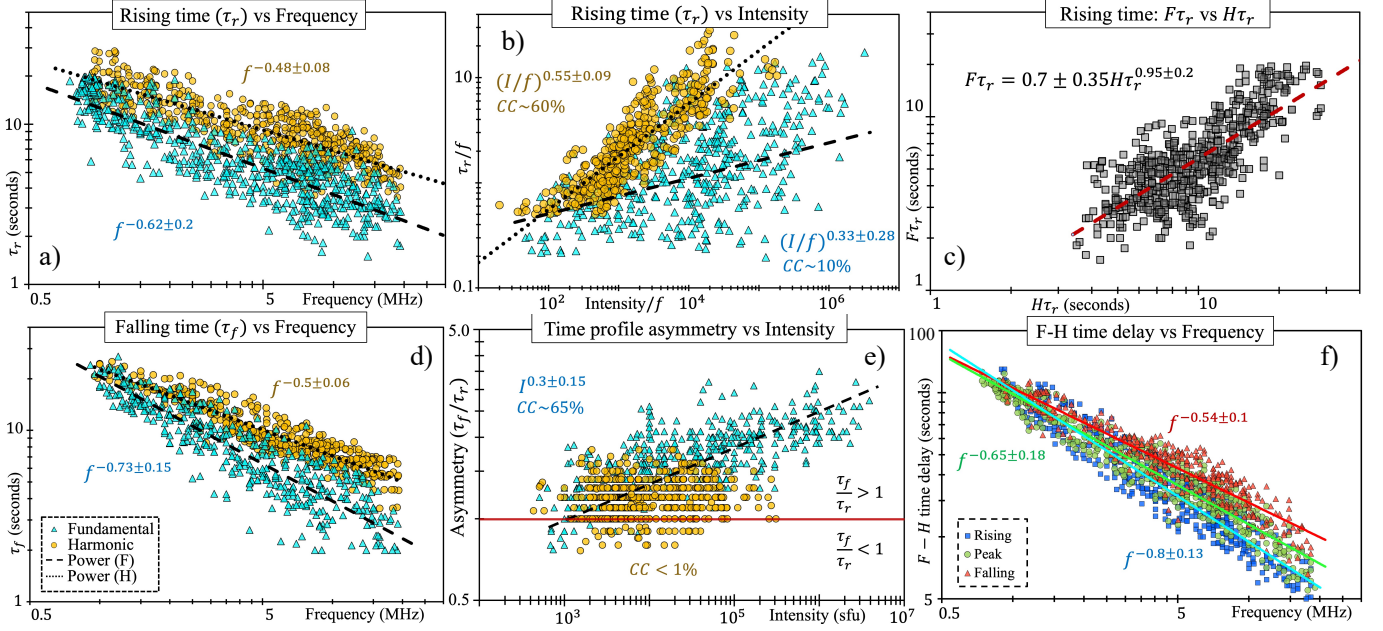 Rising time (τr) vs Frequency
f^−0.48±0.08
10
τr (seconds)
f^−0.62±0.2
a)
1
0.5
5
Frequency (MHz)
Rising time (τr) vs Intensity
b)
(I/f)^0.55±0.09
CC~60%
10
τr/f
(I/f)^0.33±0.28
CC~10%
0.1
10^2
Intensity/f
10^4
10^6
Rising time: Fτr vs Hτr
Fτr = 0.7 ± 0.35Hτr^0.95±0.2
10
Fτr (seconds)
c)
1
1
Hτr (seconds)
10
Falling time (τf) vs Frequency
d)
f^−0.5±0.06
10
f^−0.73±0.15
τf (seconds)
Fundamental
Harmonic
Power (F)
Power (H)
1
0.5
5
Frequency (MHz)
Time profile asymmetry vs Intensity
5.0
e)
I^0.3±0.15
CC~65%
Asymmetry (τf/τr)
τf/τr > 1
τf/τr < 1
CC < 1%
0.5
10^3
10^5
Intensity (sfu)
10^7
F-H time delay vs Frequency
100
f)
f^−0.54±0.1
f^−0.65±0.18
F − H time delay (seconds)
Rising
Peak
Falling
f^−0.8±0.13
5
0.5
5
Frequency (MHz)